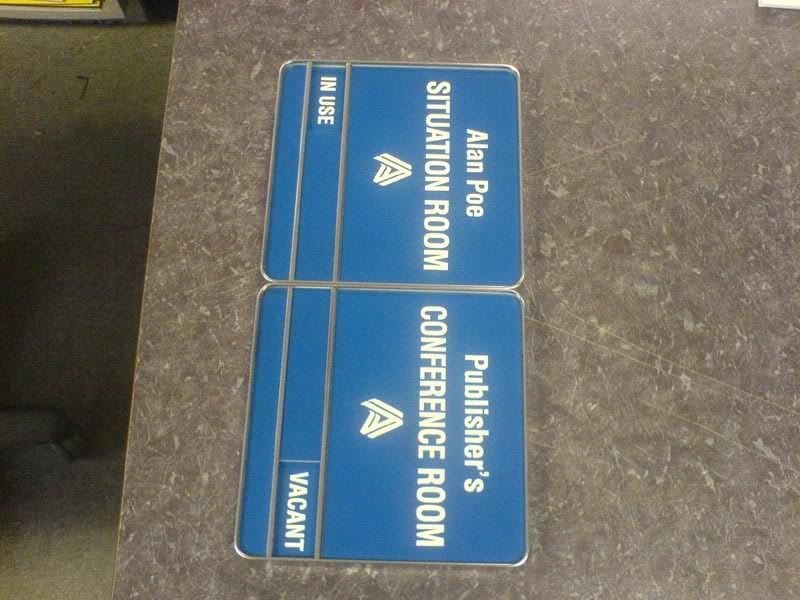 Alan Poe
SITUATION ROOM
IN USE
Publisher's
CONFERENCE ROOM
VACANT